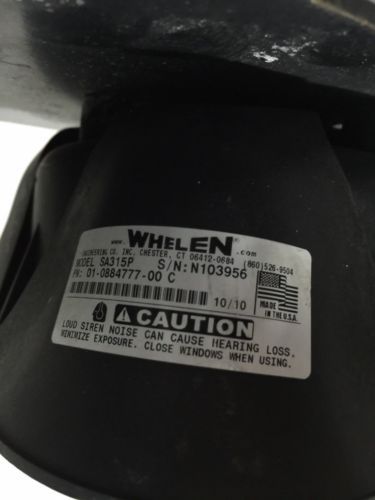 www. WHELEN .com
ENGINEERING CO. INC. CHESTER, CT 06412-0684 (860)526-9504
MODEL SA315P S/N:N103956
PN: 01-0884777-00 C
10/10
MADE
IN THE U.S.A.
CAUTION
LOUD SIREN NOISE CAN CAUSE HEARING LOSS.
MINIMIZE EXPOSURE. CLOSE WINDOWS WHEN USING.